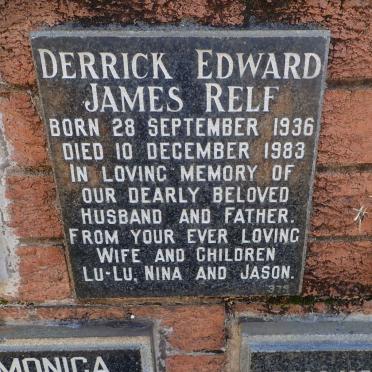 DERRICK EDWARD
JAMES RELF
BORN 28 SEPTEMBER 1936
DIED 10 DECEMBER 1983
IN LOVING MEMORY OF
OUR DEARLY BELOVED
HUSBAND AND FATHER.
FROM YOUR EVER LOVING
WIFE AND CHILDREN
LU-LU, NINA AND JASON.
MONICA